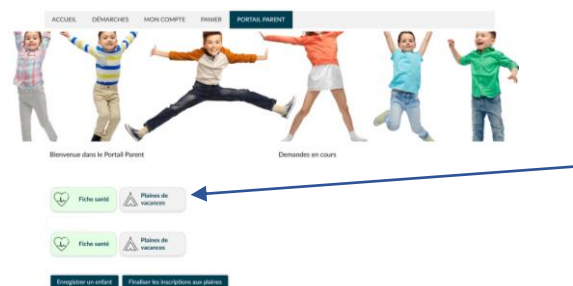 ACCUEIL DÉMARCHES MON COMPTE PANIER PORTAIL PARENT
Bienvenue dans le Portail Parent Demandes en cours
Fiche santé
Plaines de
vacances
Fiche santé
Plaines de
vacances
Enregistrer un enfant Finaliser les inscriptions aux plaines